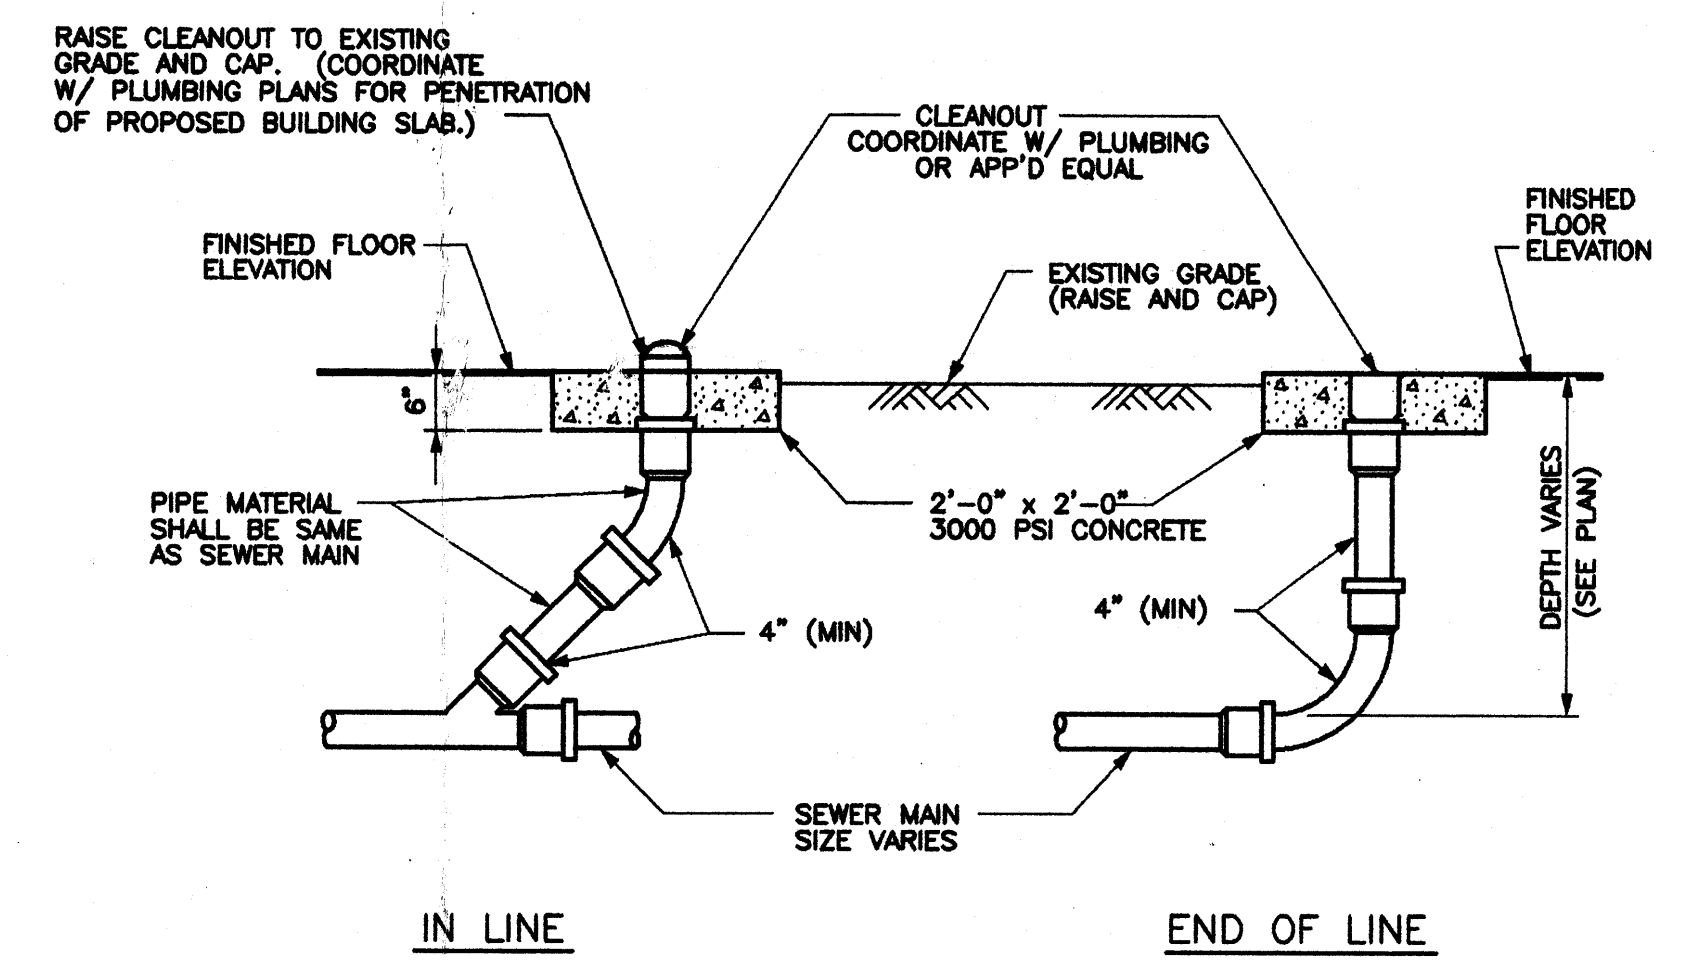 RAISE CLEANOUT TO EXISTING
GRADE AND CAP. (COORDINATE
W/ PLUMBING PLANS FOR PENETRATION
OF PROPOSED BUILDING SLAB.)
CLEANOUT
COORDINATE W/ PLUMBING
OR APP'D EQUAL
FINISHED
FLOOR
ELEVATION
FINISHED FLOOR
ELEVATION
EXISTING GRADE
(RAISE AND CAP)
6"
PIPE MATERIAL
SHALL BE SAME
AS SEWER MAIN
2'-0" x 2'-0"
3000 PSI CONCRETE
DEPTH VARIES
(SEE PLAN)
4" (MIN)
4" (MIN)
SEWER MAIN
SIZE VARIES
IN LINE
END OF LINE